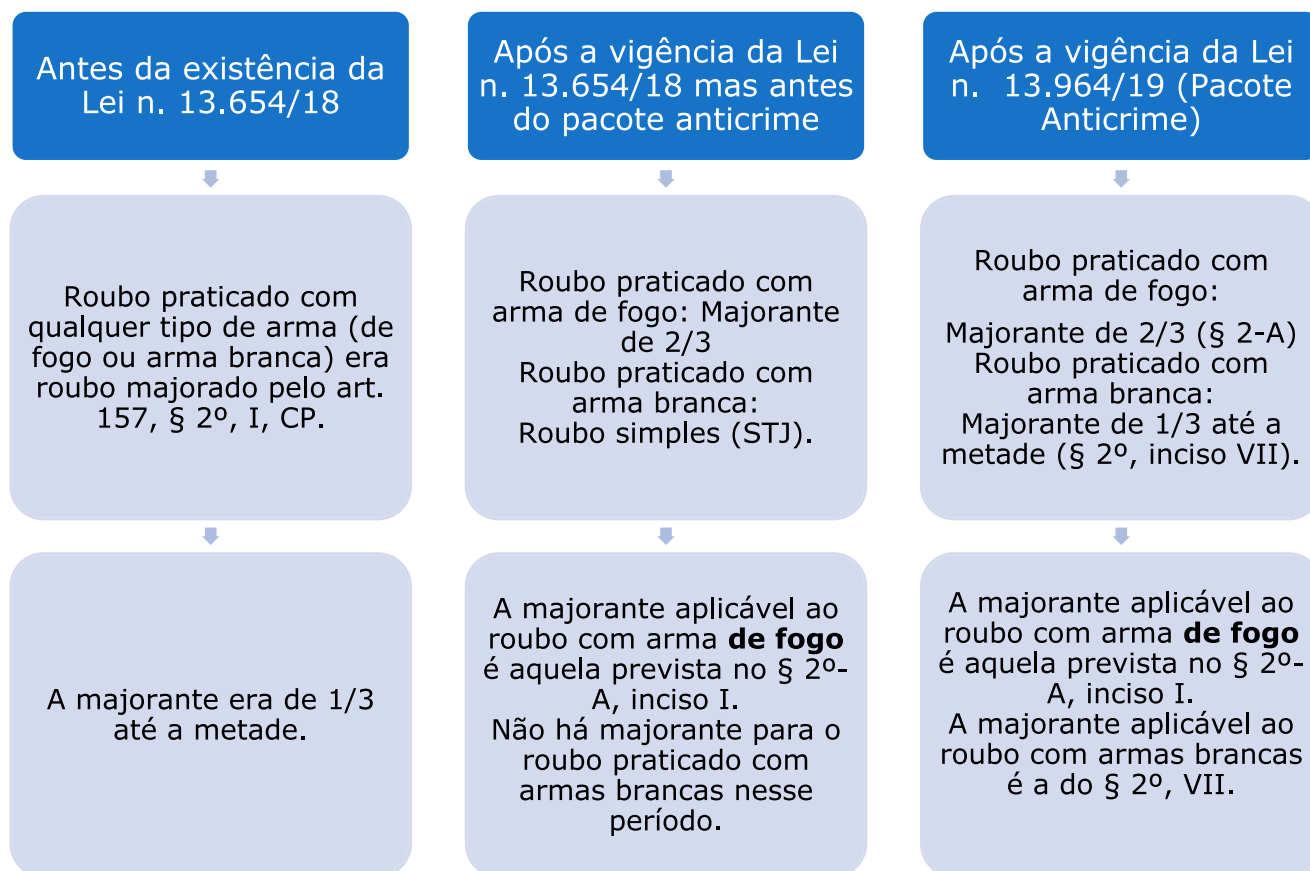 Antes da existência da
Lei n. 13.654/18
Roubo praticado com
qualquer tipo de arma (de
fogo ou arma branca) era
roubo majorado pelo art.
157, § 2º, I, CP.
A majorante era de 1/3
até a metade.
Após a vigência da Lei
n. 13.654/18 mas antes
do pacote anticrime
Roubo praticado com
arma de fogo: Majorante
de 2/3
Roubo praticado com
arma branca:
Roubo simples (STJ).
A majorante aplicável ao
roubo com arma de fogo
é aquela prevista no § 2º-
A, inciso I.
Não há majorante para o
roubo praticado com
armas brancas nesse
período.
Após a vigência da Lei
n. 13.964/19 (Pacote
Anticrime)
Roubo praticado com
arma de fogo:
Majorante de 2/3 (§ 2-A)
Roubo praticado com
arma branca:
Majorante de 1/3 até a
metade (§ 2º, inciso VII).
A majorante aplicável ao
roubo com arma de fogo
é aquela prevista no § 2º-
A, inciso I.
A majorante aplicável ao
roubo com armas brancas
é a do § 2º, VII.